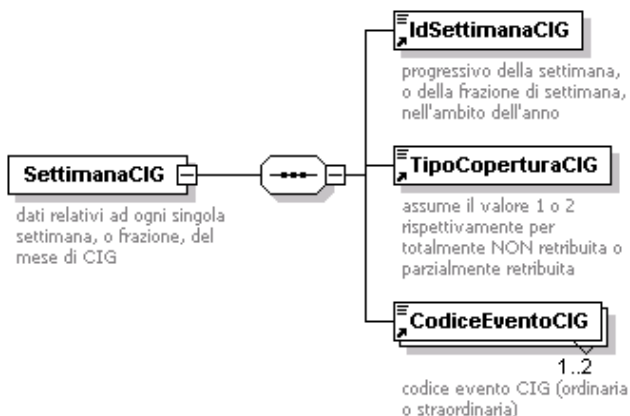 IdSettimanaCIG
progressivo della settimana,
o della frazione di settimana,
nell'ambito dell'anno
SettimanaCIG
dati relativi ad ogni singola
settimana, o frazione, del
mese di CIG
TipoCoperturaCIG
assume il valore 1 o 2
rispettivamente per
totalmente NON retribuita o
parzialmente retribuita
CodiceEventoCIG
1..2
codice evento CIG (ordinaria
o straordinaria)